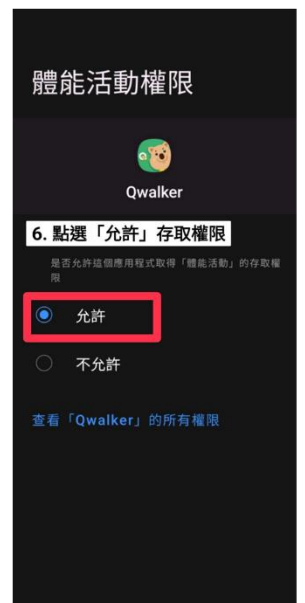 體能活動權限
Qwalker
6. 點選「允許」存取權限
是否允許這個應用程式取得「體能活動」的存取權
限
允許
不允許
查看「Qwalker」的所有權限